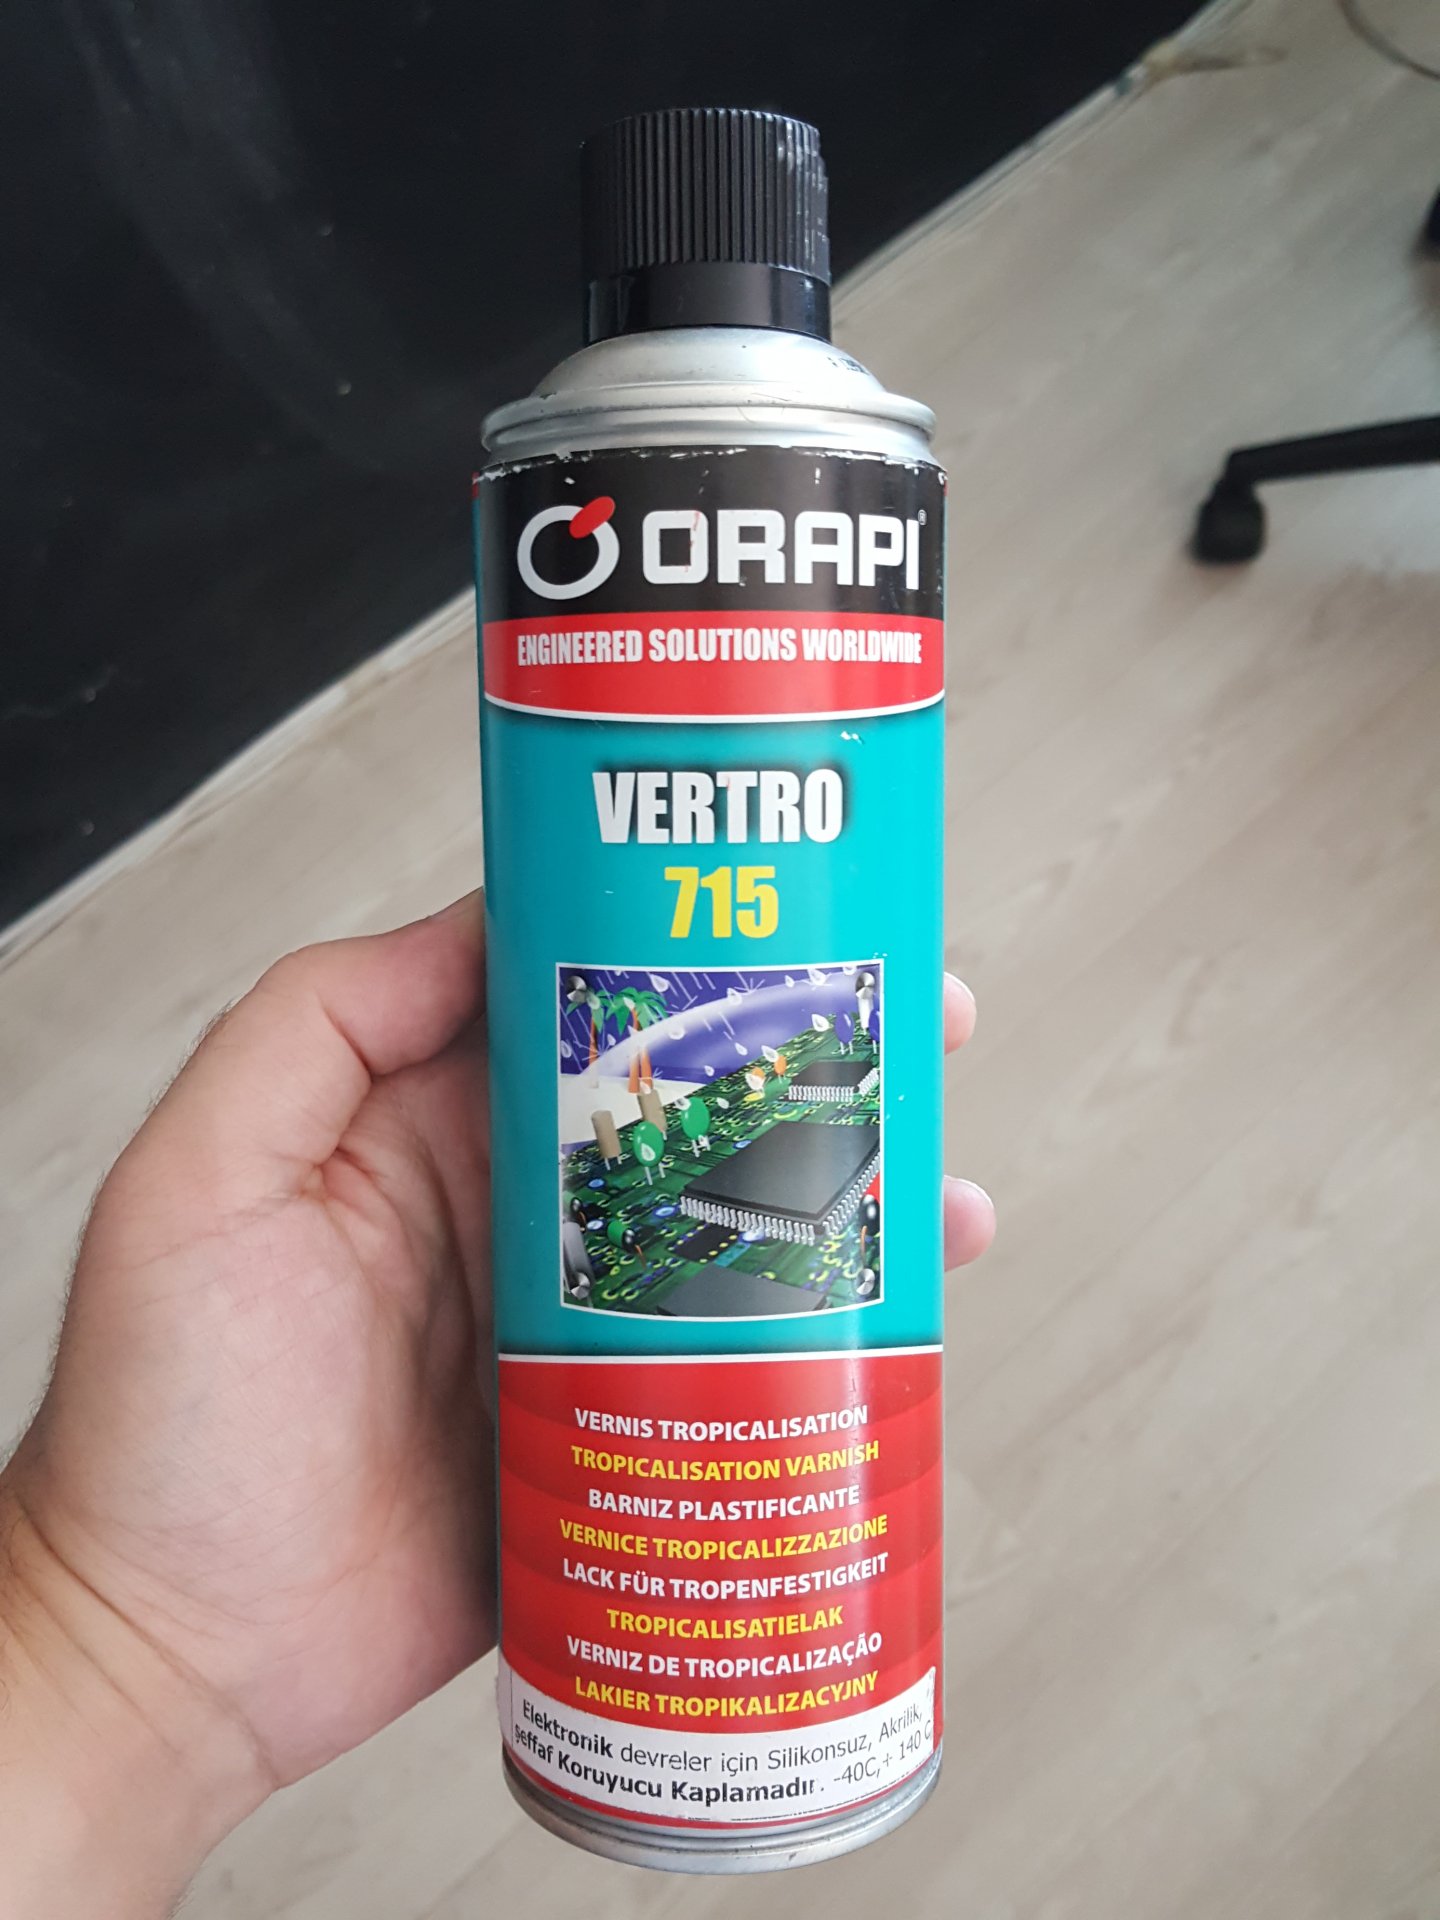 ORAPI
ENGINEERED SOLUTIONS WORLDWIDE
VERTRO
715
VERNIS TROPICALISATION
TROPICALISATION VARNISH
BARNIZ PLASTIFICANTE
VERNICE TROPICALIZZAZIONE
LACK FÜR TROPENFESTIGKEIT
TROPICALISATIELAK
VERNIZ DE TROPICALIZAÇÃO
LAKIER TROPIKALIZACYJNY
Elektronik devreler için Silikonsuz, Akrilik,
şeffaf Koruyucu Kaplamadır. -40C,+ 140 C